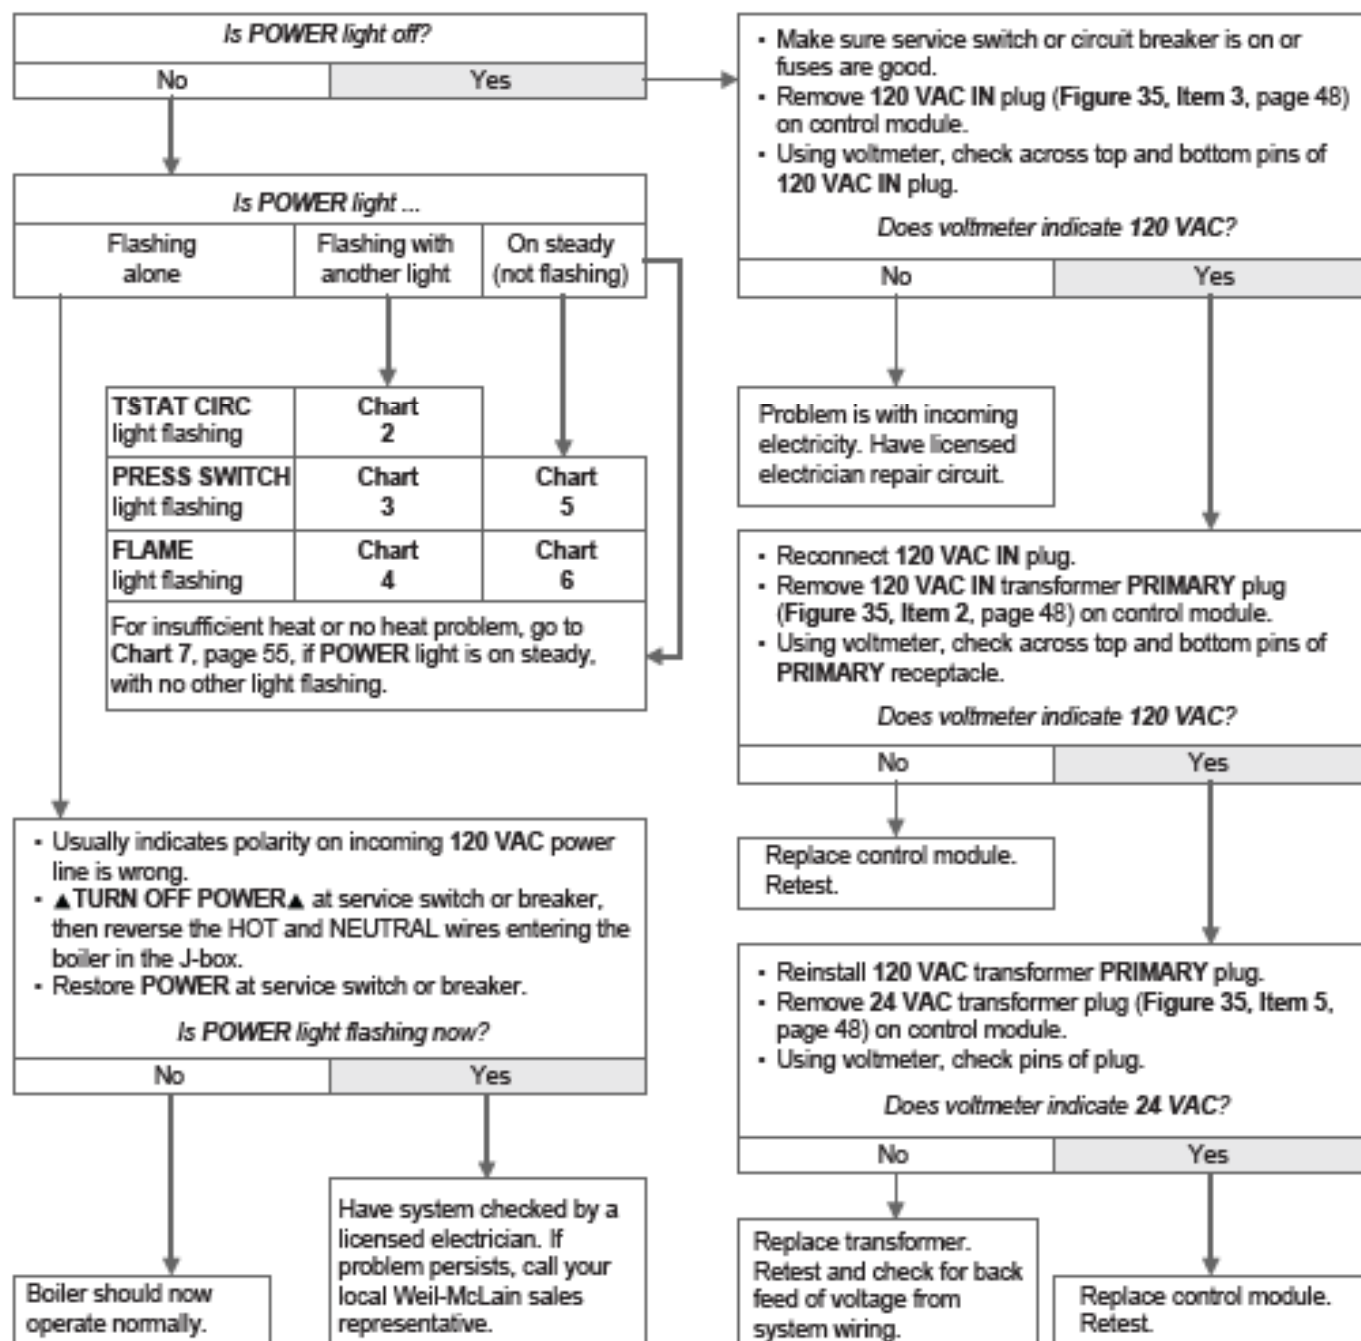 Is POWER light off?
No
Yes
Is POWER light ...
Flashing
alone
Flashing with
another light
On steady
(not flashing)
TSTAT CIRC
light flashing
Chart
2
PRESS SWITCH
light flashing
Chart
3
Chart
5
FLAME
light flashing
Chart
4
Chart
6
For insufficient heat or no heat problem, go to
Chart 7, page 55, if POWER light is on steady,
with no other light flashing.
▪ Usually indicates polarity on incoming 120 VAC power
line is wrong.
▪ ▲TURN OFF POWER▲ at service switch or breaker,
then reverse the HOT and NEUTRAL wires entering the
boiler in the J-box.
▪ Restore POWER at service switch or breaker.
Is POWER light flashing now?
No
Yes
Boiler should now
operate normally.
Have system checked by a
licensed electrician. If
problem persists, call your
local Weil-McLain sales
representative.
▪ Make sure service switch or circuit breaker is on or
fuses are good.
▪ Remove 120 VAC IN plug (Figure 35, Item 3, page 48)
on control module.
▪ Using voltmeter, check across top and bottom pins of
120 VAC IN plug.
Does voltmeter indicate 120 VAC?
No
Yes
Problem is with incoming
electricity. Have licensed
electrician repair circuit.
▪ Reconnect 120 VAC IN plug.
▪ Remove 120 VAC IN transformer PRIMARY plug
(Figure 35, Item 2, page 48) on control module.
▪ Using voltmeter, check across top and bottom pins of
PRIMARY receptacle.
Does voltmeter indicate 120 VAC?
No
Yes
Replace control module.
Retest.
▪ Reinstall 120 VAC transformer PRIMARY plug.
▪ Remove 24 VAC transformer plug (Figure 35, Item 5,
page 48) on control module.
▪ Using voltmeter, check pins of plug.
Does voltmeter indicate 24 VAC?
No
Yes
Replace transformer.
Retest and check for back
feed of voltage from
system wiring.
Replace control module.
Retest.